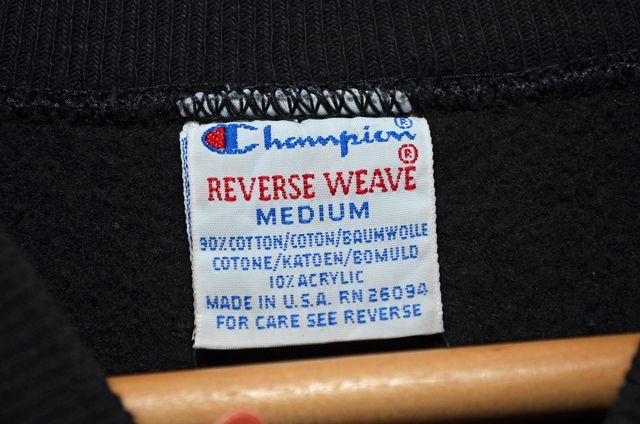 Champion®
REVERSE WEAVE®
MEDIUM
90% COTTON/COTON/BAUMWOLLE
COTONE/KATOEN/BOMULD
10% ACRYLIC
MADE IN U.S.A. RN 26094
FOR CARE SEE REVERSE